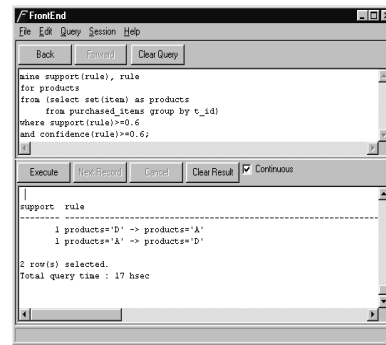 FrontEnd
File Edit Query Session Help
Back Forward Clear Query
mine support(rule), rule
for products
from (select set(item) as products
from purchased_items group by t_id)
where support(rule)>=0.6
and confidence(rule)>=0.6;
Execute Next Record Cancel Clear Result Continuous
support rule
-------- --------------------------------------------------------
1 products='D' -> products='A'
1 products='A' -> products='D'
2 row(s) selected.
Total query time : 17 hsec